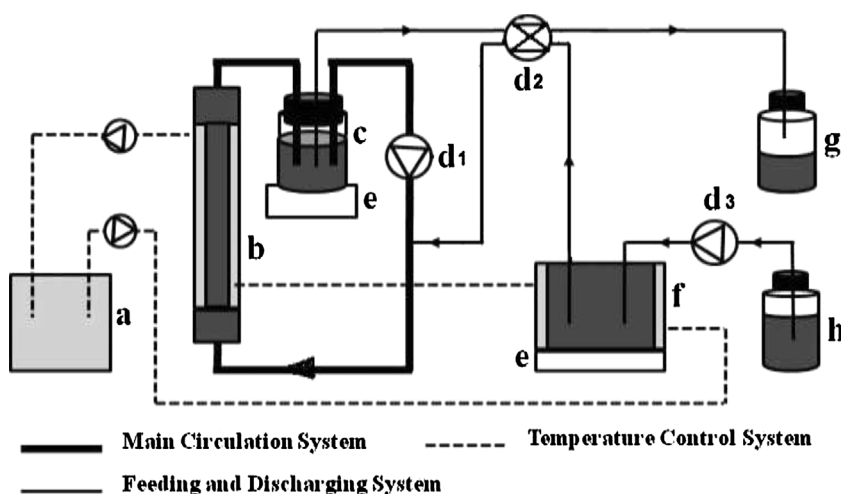 d2
c
g
d1
e
d3
b
f
a
h
e
Main Circulation System
Temperature Control System
Feeding and Discharging System